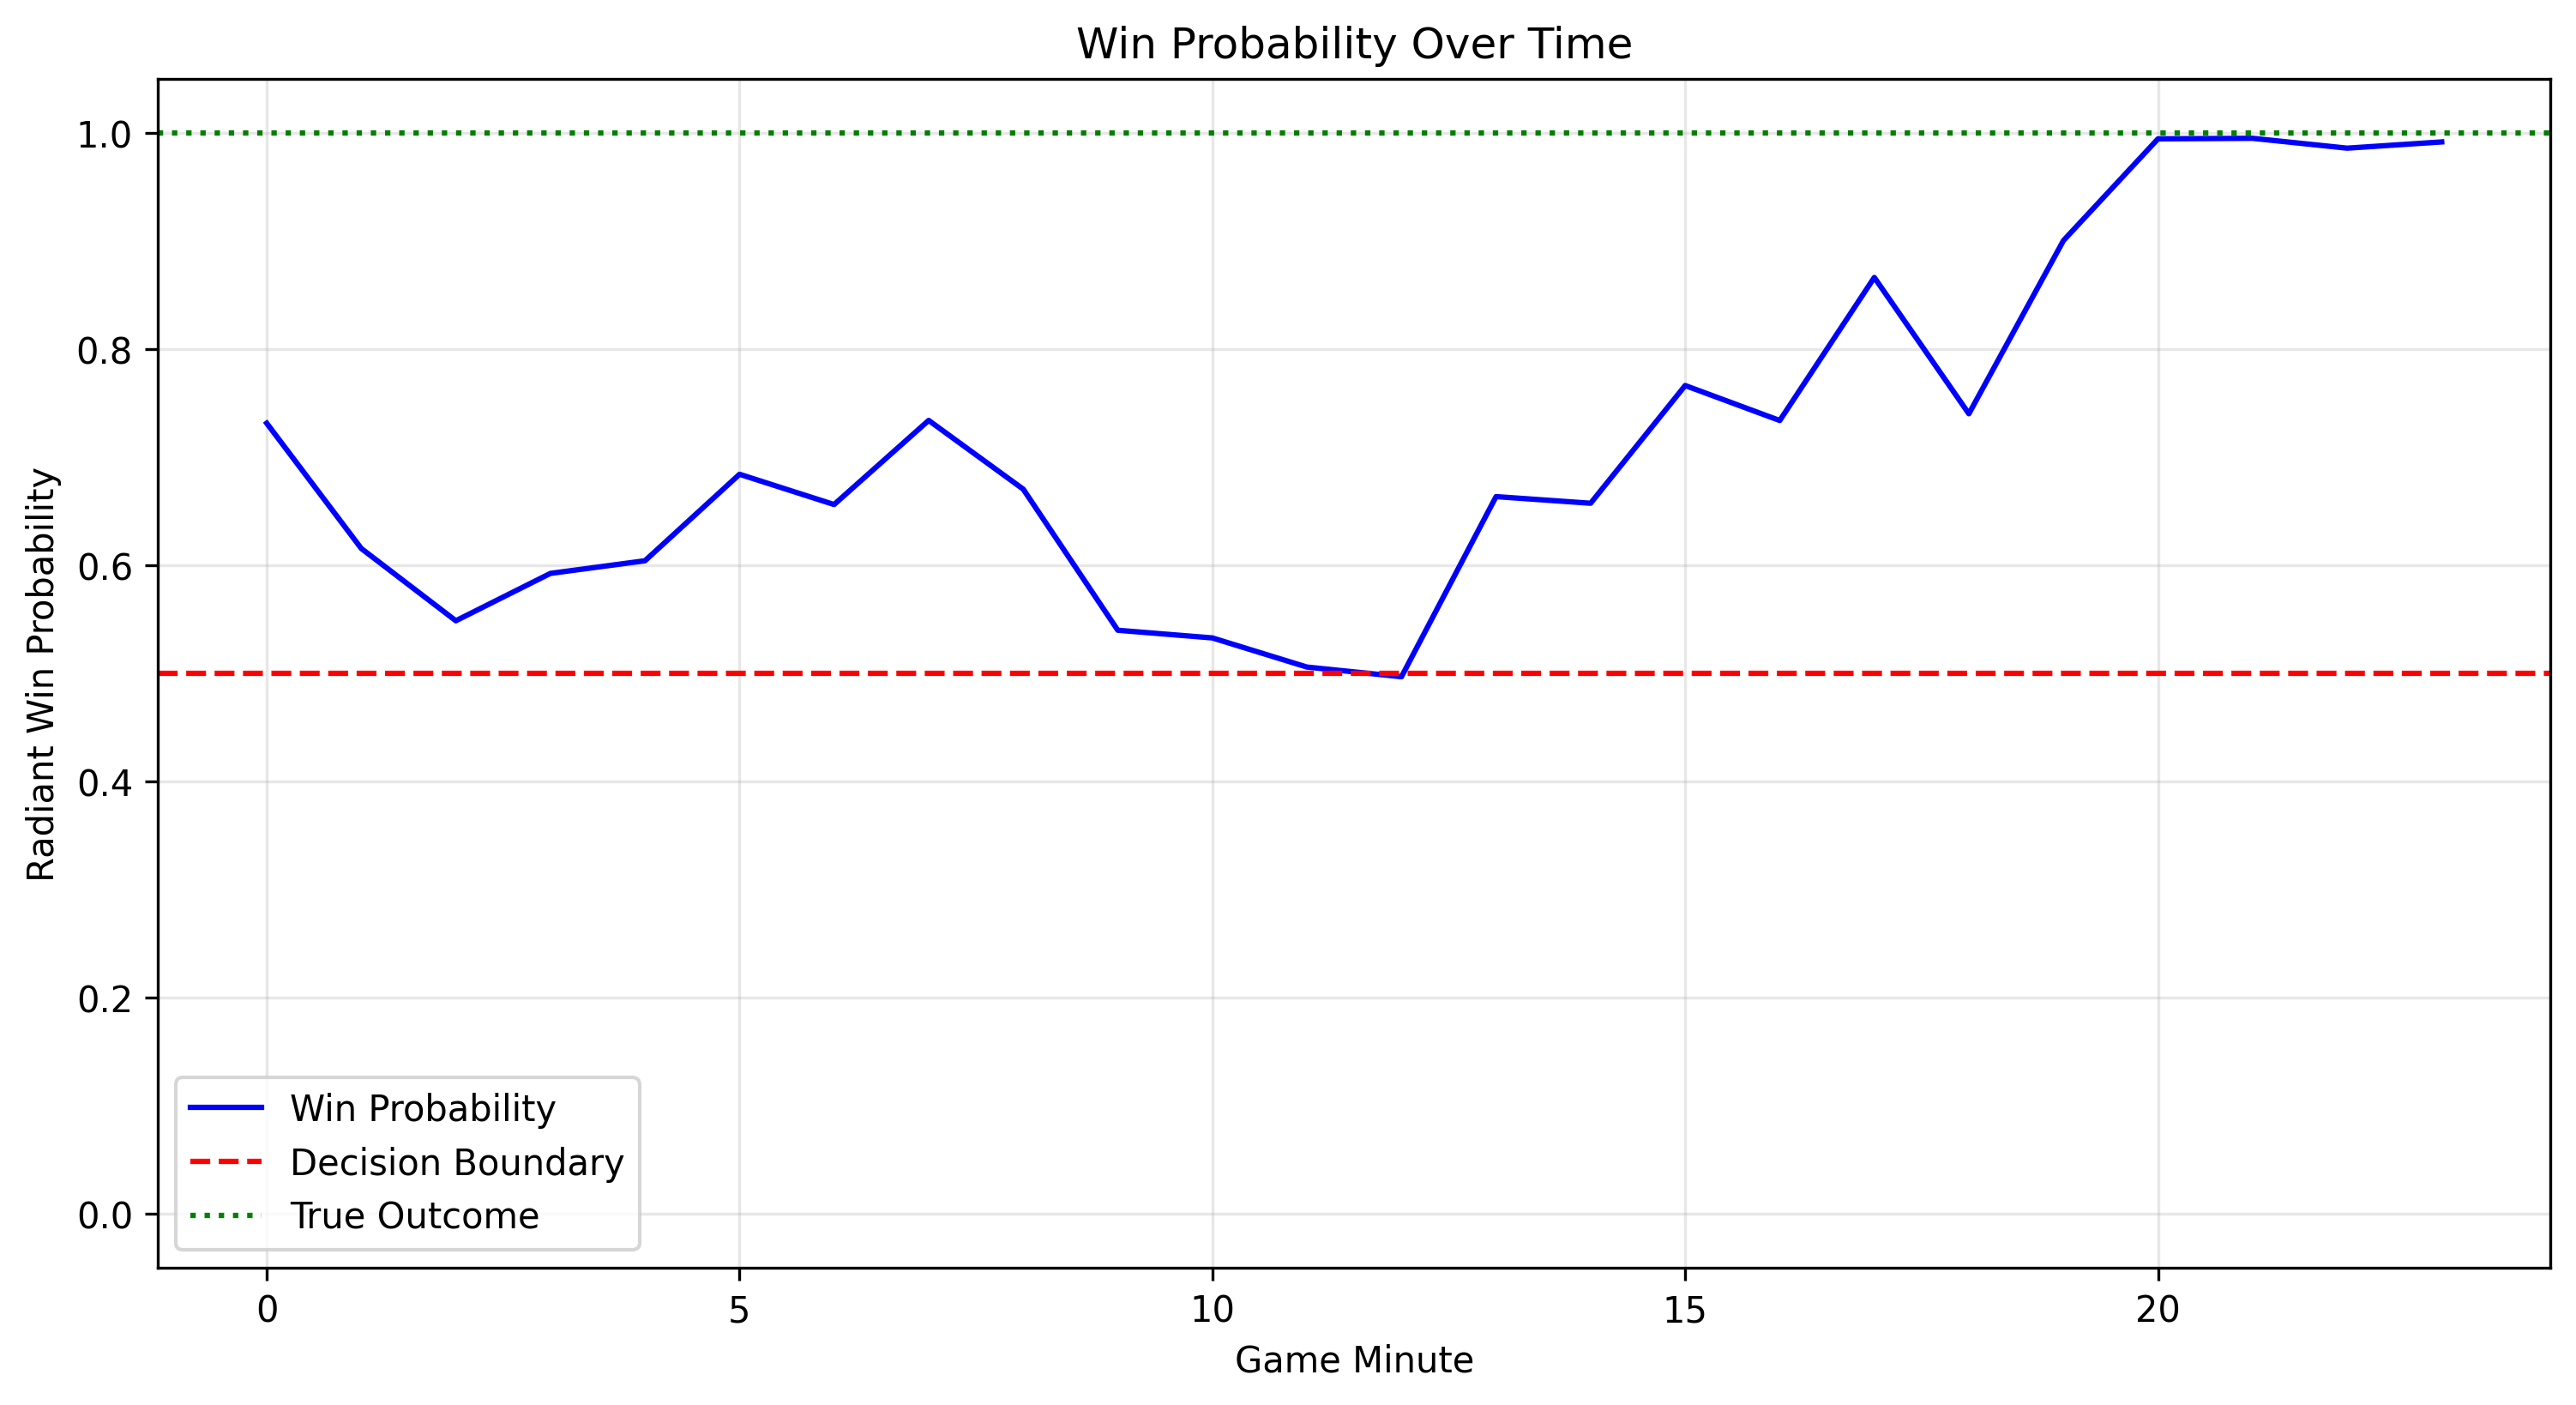 Win Probability Over Time
Radiant Win Probability
1.0
0.8
0.6
0.4
0.2
0.0
Win Probability
Decision Boundary
True Outcome
0 5 10 15 20
Game Minute